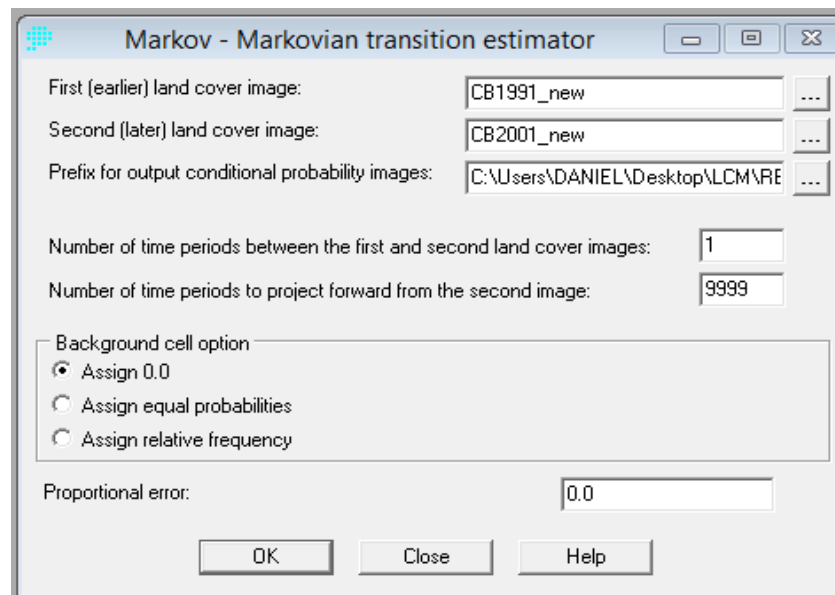 Markov - Markovian transition estimator
First (earlier) land cover image: CB1991_new ...
Second (later) land cover image: CB2001_new ...
Prefix for output conditional probability images: C:\Users\DANIEL\Desktop\LCM\RE ...
Number of time periods between the first and second land cover images: 1
Number of time periods to project forward from the second image: 9999
Background cell option
Assign 0.0
Assign equal probabilities
Assign relative frequency
Proportional error: 0.0
OK Close Help